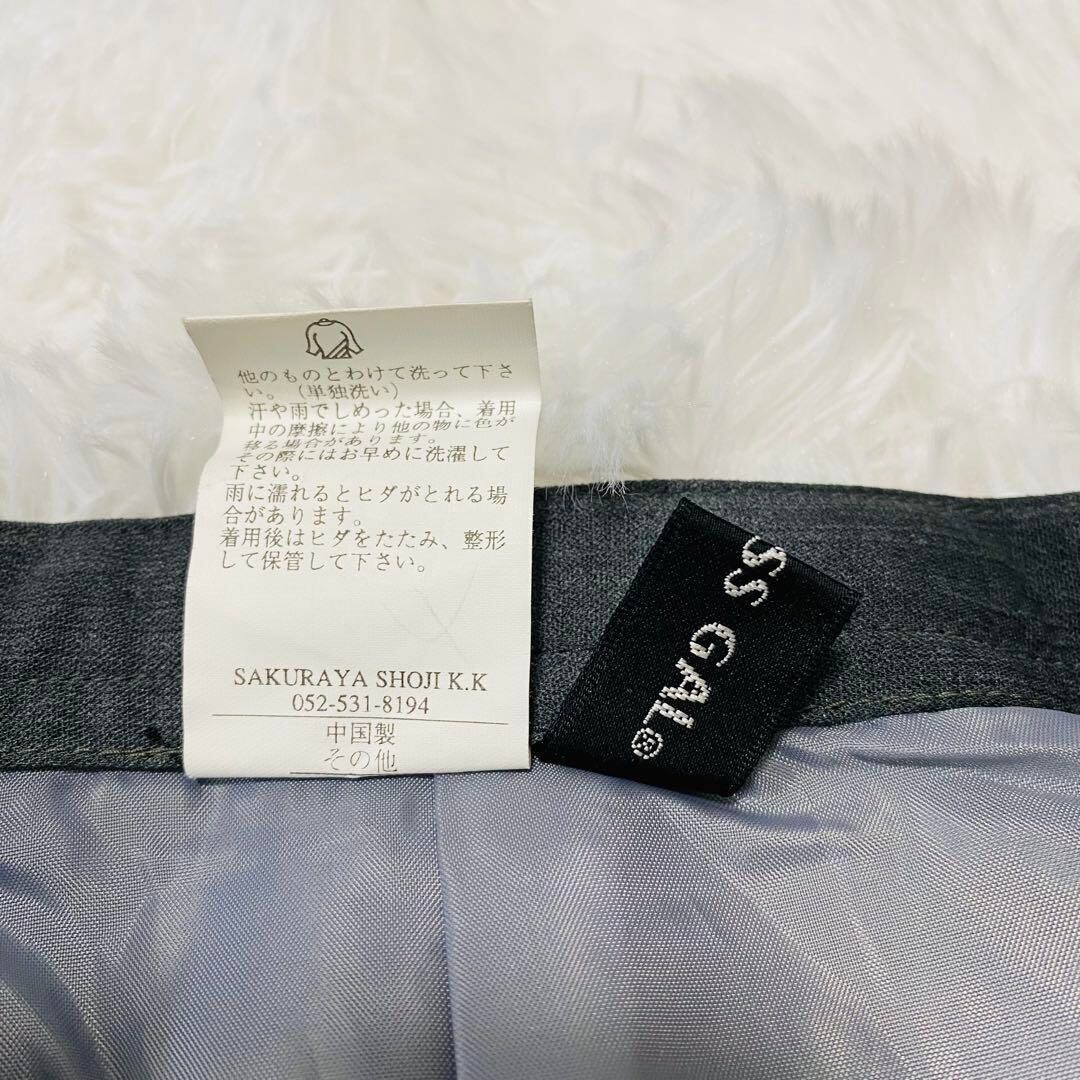 他のものとわけて洗って下さ
い。（単独洗い）
汗や雨でしめった場合、着用
中の摩擦により他の物に色が
移る場合があります。
その際にはお早めに洗濯して
下さい。
雨に濡れるとヒダがとれる場
合があります。
着用後はヒダをたたみ、整形
して保管して下さい。
SAKURAYA SHOJI K.K
052-531-8194
中国製
その他
SS GAL®